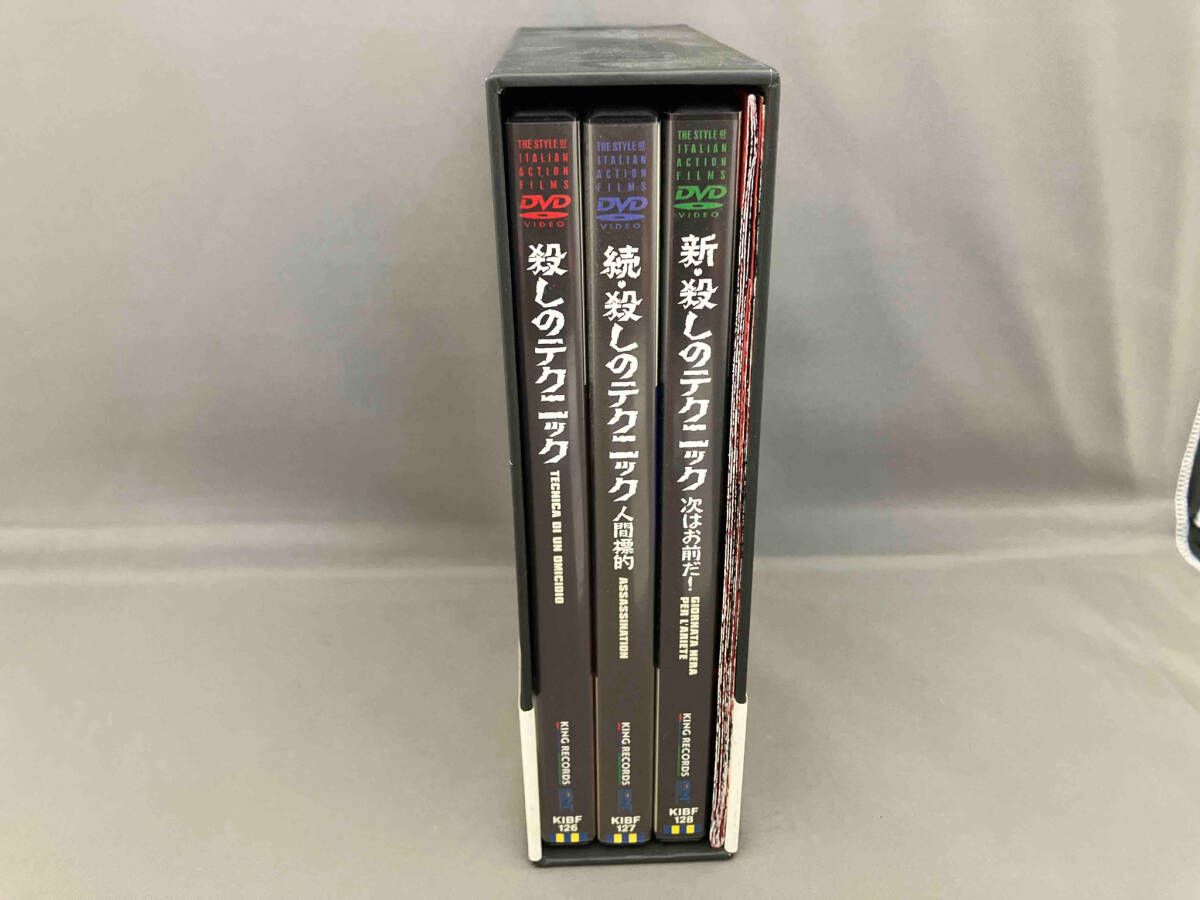 THE STYLE OF
ITALIAN
ACTION
FILMS
DVD
VIDEO
殺しのテクニック
TECNICA DI UN OMICIDIO
KING RECORDS
KIBF
126
THE STYLE OF
ITALIAN
ACTION
FILMS
DVD
VIDEO
続・殺しのテクニック
人間標的
ASSASSINATION
KING RECORDS
KIBF
127
THE STYLE OF
ITALIAN
ACTION
FILMS
DVD
VIDEO
新・殺しのテクニック
次はお前だ!
GIORNATA NERA
PER L'ARIETE
KING RECORDS
KIBF
128